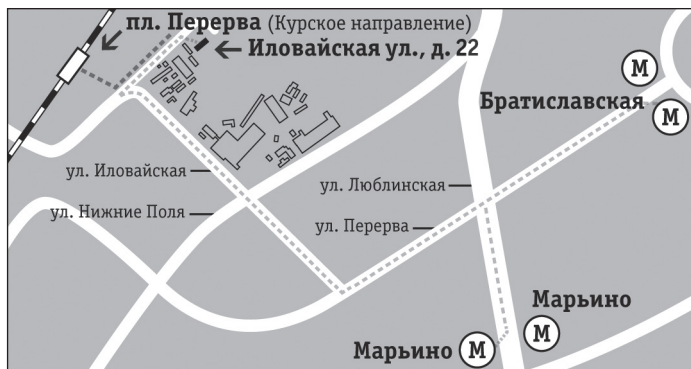 пл. Перерва (Курское направление)
Иловайская ул., д. 22
М
Братиславская
М
ул. Иловайская
ул. Люблинская
ул. Нижние Поля
ул. Перерва
Марьино
М
Марьино М